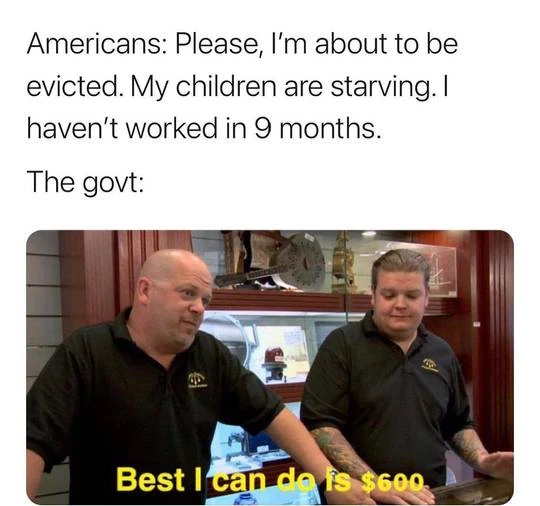 Americans: Please, I’m about to be
evicted. My children are starving. I
haven’t worked in 9 months.
The govt:
Best I can do is $600